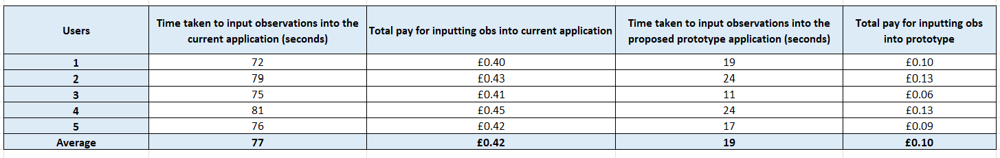 Users Time taken to input observations into the current application (seconds) Total pay for inputting obs into current application Time taken to input observations into the proposed prototype application (seconds) Total pay for inputting obs into prototype
1 72 £0.40 19 £0.10
2 79 £0.43 24 £0.13
3 75 £0.41 11 £0.06
4 81 £0.45 24 £0.13
5 76 £0.42 17 £0.09
Average 77 £0.42 19 £0.10